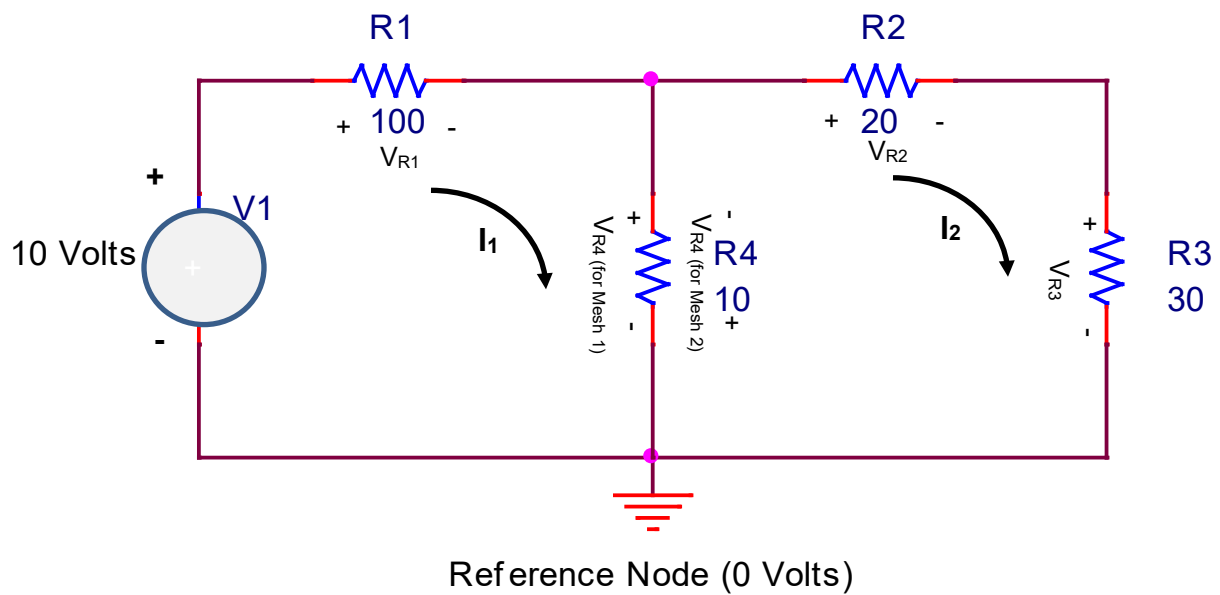 R1
R2
+ 100 -
VR1
+ 20 -
VR2
+
V1
10 Volts
+
-
I1
+
VR4 (for Mesh 1)
-
-
VR4 (for Mesh 2)
+
R4
10
I2
+
VR3
-
R3
30
Reference Node (0 Volts)